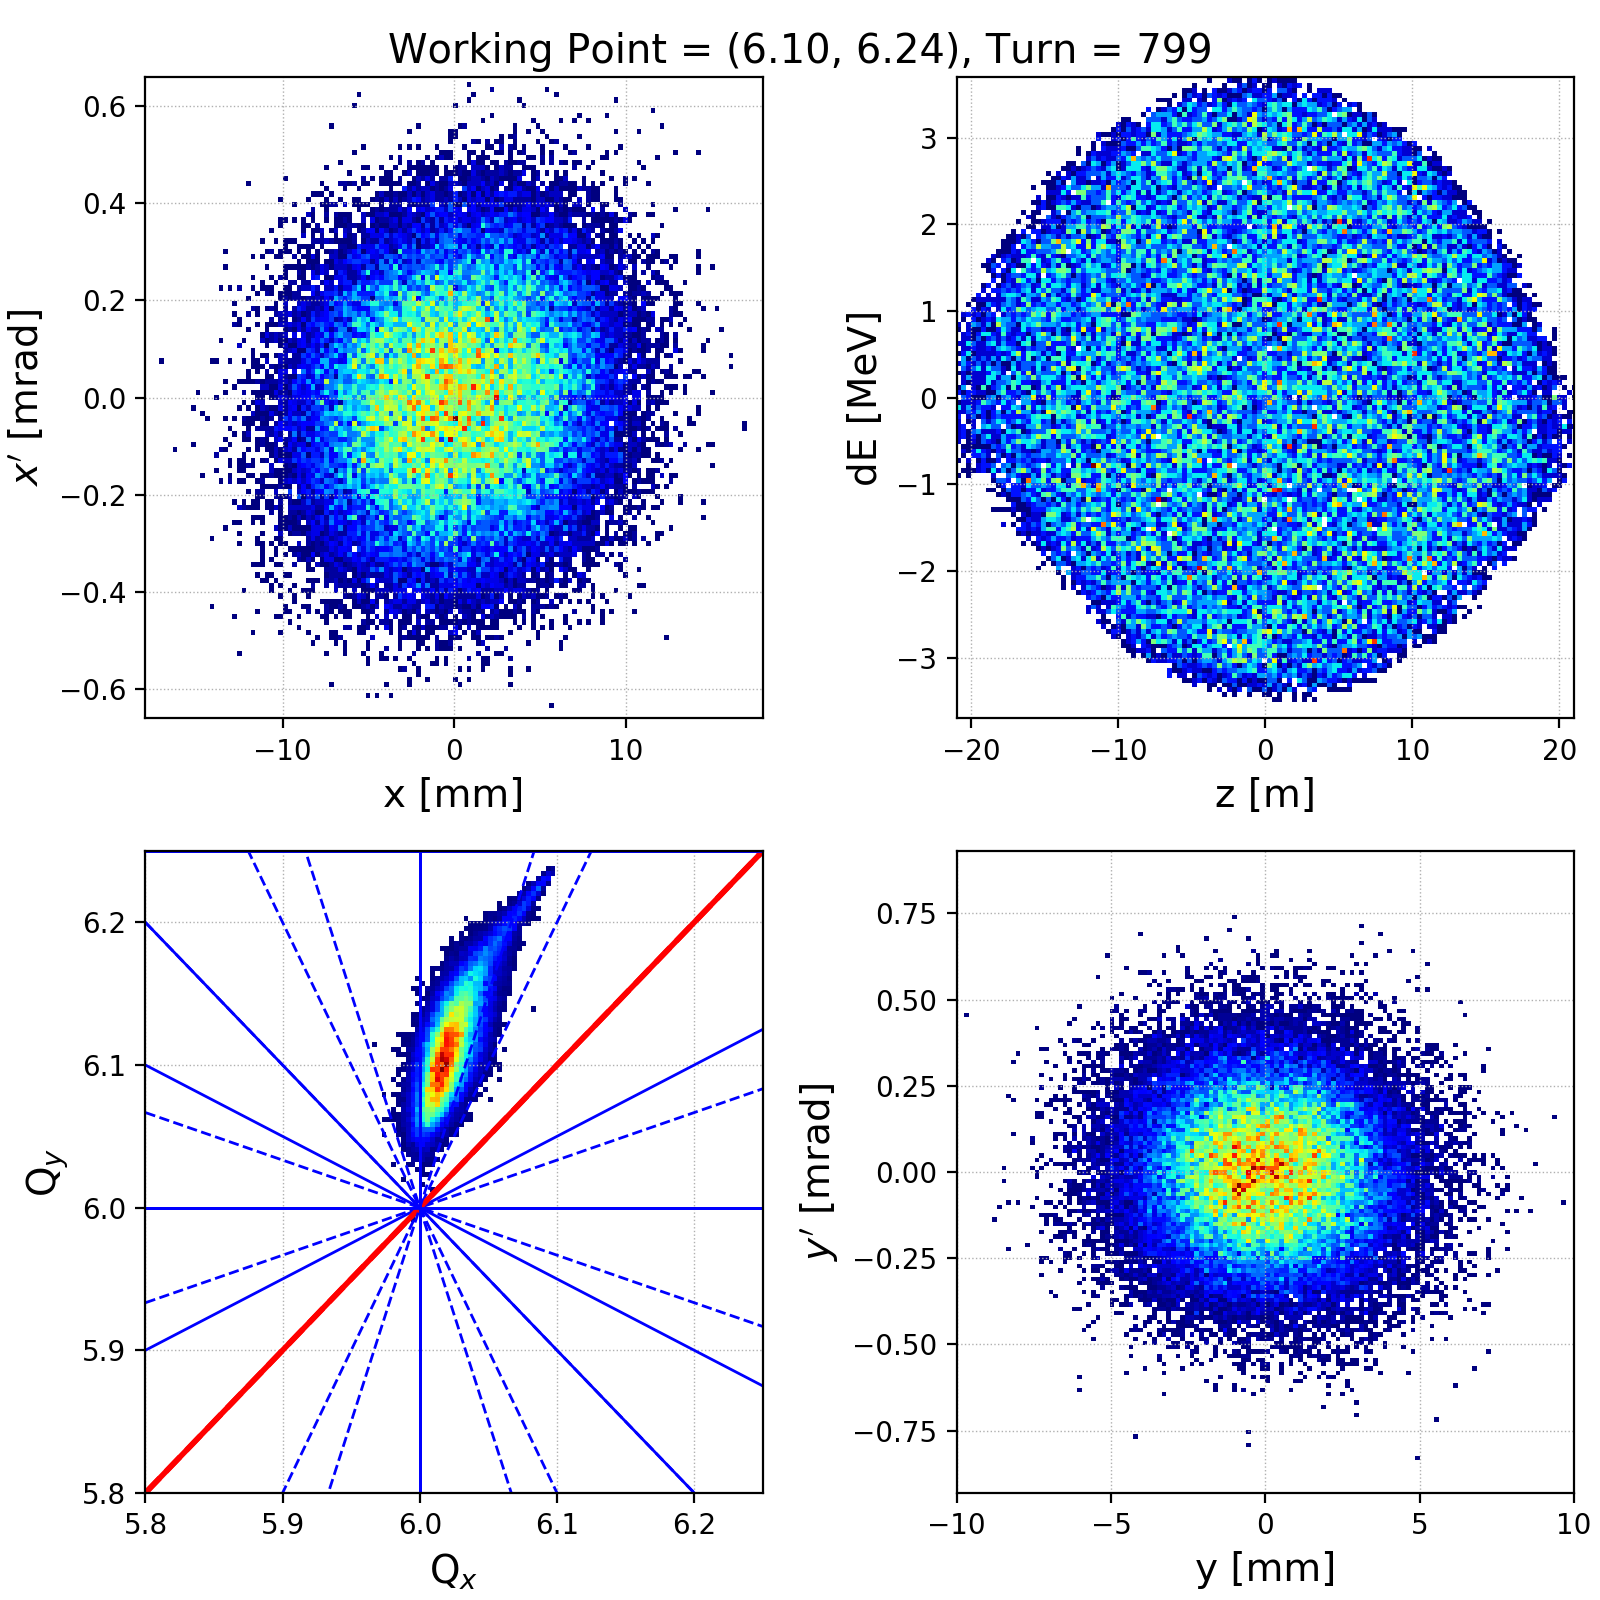 Working Point = (6.10, 6.24), Turn = 799
0.6
0.4
0.2
0.0
−0.2
−0.4
−0.6
x′ [mrad]
−10 0 10
x [mm]
3
2
1
0
−1
−2
−3
dE [MeV]
−20 −10 0 10 20
z [m]
6.2
6.1
6.0
5.9
5.8
Qy
5.8 5.9 6.0 6.1 6.2
Qx
0.75
0.50
0.25
0.00
−0.25
−0.50
−0.75
y′ [mrad]
−10 −5 0 5 10
y [mm]